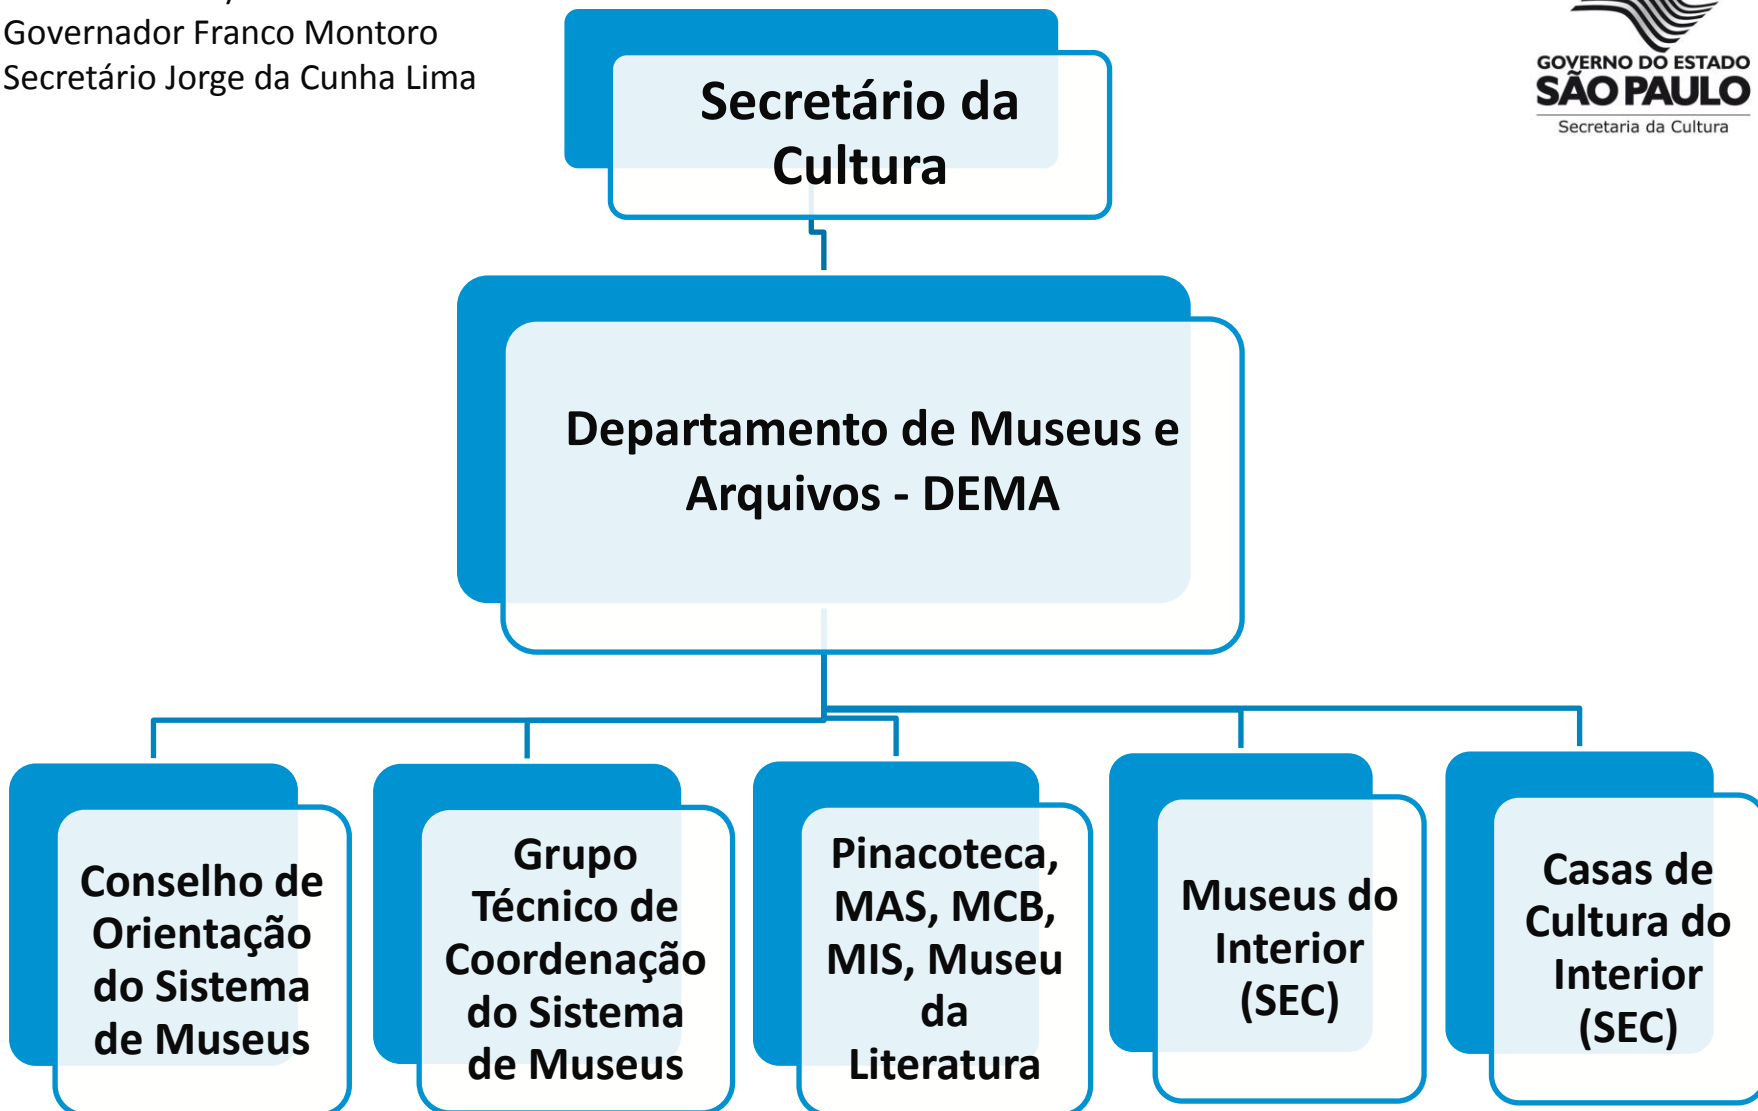 Governador Franco Montoro
Secretário Jorge da Cunha Lima
GOVERNO DO ESTADO
SÃO PAULO
Secretaria da Cultura
Secretário da
Cultura
Departamento de Museus e
Arquivos - DEMA
Conselho de
Orientação
do Sistema
de Museus
Grupo
Técnico de
Coordenação
do Sistema
de Museus
Pinacoteca,
MAS, MCB,
MIS, Museu
da
Literatura
Museus do
Interior
(SEC)
Casas de
Cultura do
Interior
(SEC)